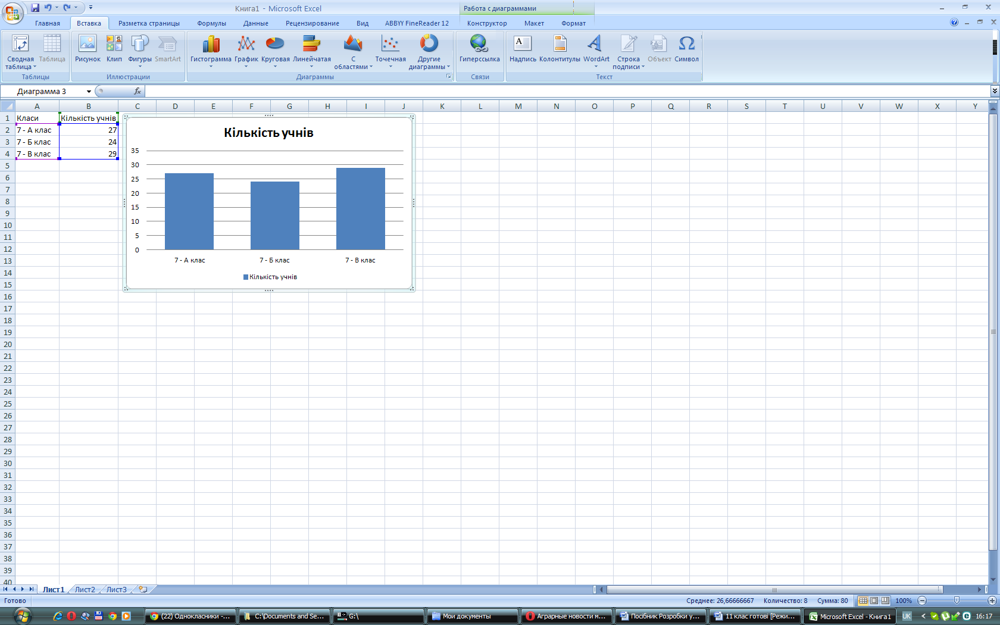 Книга1 - Microsoft Excel
Работа с диаграммами
Главная Вставка Разметка страницы Формулы Данные Рецензирование Вид ABBYY FineReader 12 Конструктор Макет Формат
Сводная таблица Таблица Рисунок Клип Фигуры SmartArt Гистограмма График Круговая Линейчатая С областями Точечная Другие диаграммы Гиперссылка Надпись Колонтитулы WordArt Строка подписи Объект Символ
Таблицы Иллюстрации Диаграммы Связи Текст
Диаграмма 3 fx
A B C D E F G H I J K L M N O P Q R S T U V W X Y
1 Класи Кількість учнів
2 7 - А клас 27
3 7 - Б клас 24
4 7 - В клас 29
5
6
7
8
9
10
11
12
13
14
15
16
17
18
19
20
21
22
23
24
25
26
27
28
29
30
31
32
33
34
35
36
37
38
39
40
Кількість учнів
35
30
25
20
15
10
5
0
7 - А клас 7 - Б клас 7 - В клас
Кількість учнів
Лист1 Лист2 Лист3
Готово Среднее: 26,66666667 Количество: 8 Сумма: 80 100%
(22) Однокласники -... C:\Documents and Se... G:\ Мои документы Аграрные новости м... Посібник Розробки у... 11 клас готові [Режи... Microsoft Excel - Книга1 UK 16:17